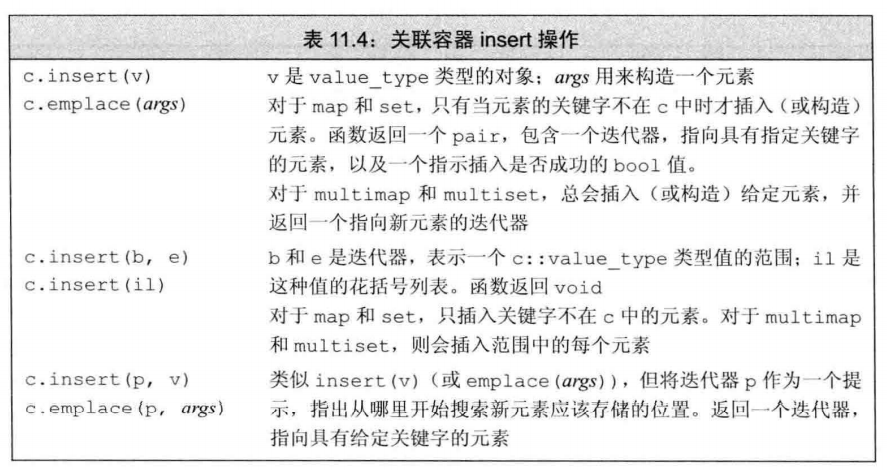 表 11.4：关联容器 insert 操作
c.insert(v) v 是 value_type 类型的对象；args 用来构造一个元素
c.emplace(args) 对于 map 和 set，只有当元素的关键字不在 c 中时才插入（或构造）
元素。函数返回一个 pair，包含一个迭代器，指向具有指定关键字
的元素，以及一个指示插入是否成功的 bool 值。
对于 multimap 和 multiset，总会插入（或构造）给定元素，并
返回一个指向新元素的迭代器
c.insert(b, e) b 和 e 是迭代器，表示一个 c::value_type 类型值的范围；il 是
c.insert(il) 这种值的花括号列表。函数返回 void
对于 map 和 set，只插入关键字不在 c 中的元素。对于 multimap
和 multiset，则会插入范围中的每个元素
c.insert(p, v) 类似 insert(v)（或 emplace(args)），但将迭代器 p 作为一个提
c.emplace(p, args) 示，指出从哪里开始搜索新元素应该存储的位置。返回一个迭代器，
指向具有给定关键字的元素